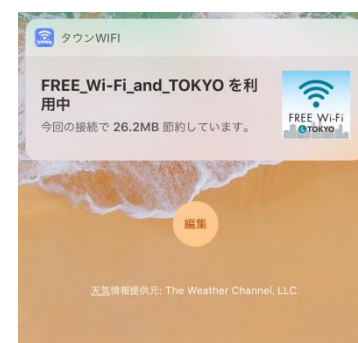 タウンWIFI
FREE_Wi-Fi_and_TOKYO を利
用中
今回の接続で 26.2MB 節約しています。
FREE Wi-Fi
&TOKYO
編集
天気情報提供元: The Weather Channel, LLC.